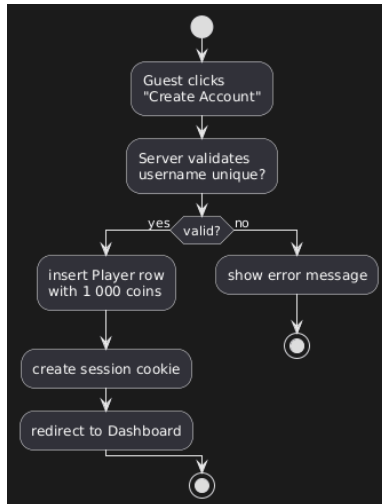 Guest clicks
"Create Account"
Server validates
username unique?
yes
valid?
no
insert Player row
with 1 000 coins
show error message
create session cookie
redirect to Dashboard